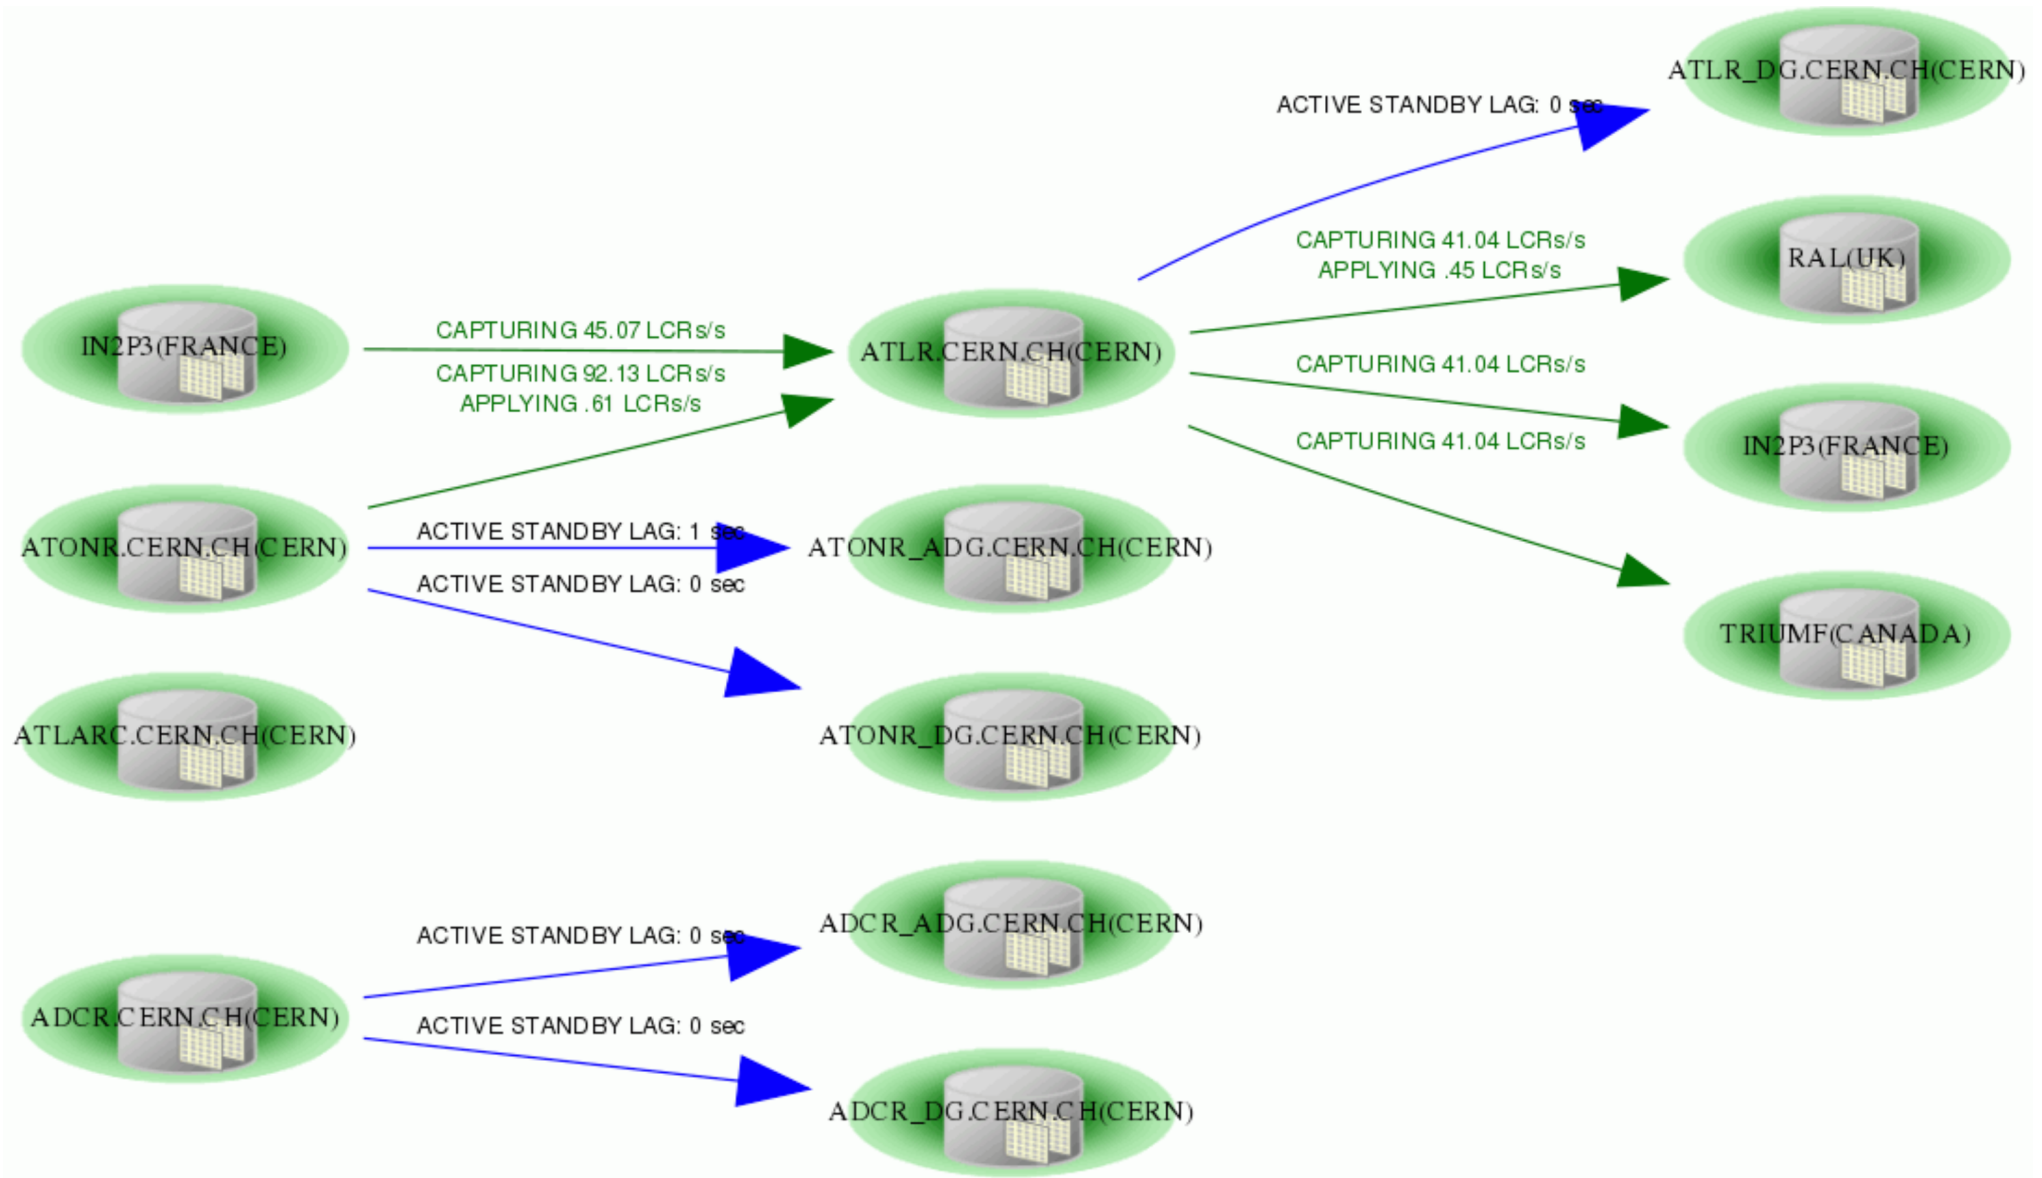 ATLR_DG.CERN.CH(CERN)
ACTIVE STANDBY LAG: 0 sec
CAPTURING 41.04 LCRs/s
APPLYING .45 LCRs/s
RAL(UK)
IN2P3(FRANCE)
CAPTURING 45.07 LCRs/s
ATLR.CERN.CH(CERN)
CAPTURING 92.13 LCRs/s
APPLYING .61 LCRs/s
CAPTURING 41.04 LCRs/s
IN2P3(FRANCE)
CAPTURING 41.04 LCRs/s
ATONR.CERN.CH(CERN)
ACTIVE STANDBY LAG: 1 sec
ATONR_ADG.CERN.CH(CERN)
ACTIVE STANDBY LAG: 0 sec
TRIUMF(CANADA)
ATLARC.CERN.CH(CERN)
ATONR_DG.CERN.CH(CERN)
ACTIVE STANDBY LAG: 0 sec
ADCR_ADG.CERN.CH(CERN)
ADCR.CERN.CH(CERN)
ACTIVE STANDBY LAG: 0 sec
ADCR_DG.CERN.CH(CERN)